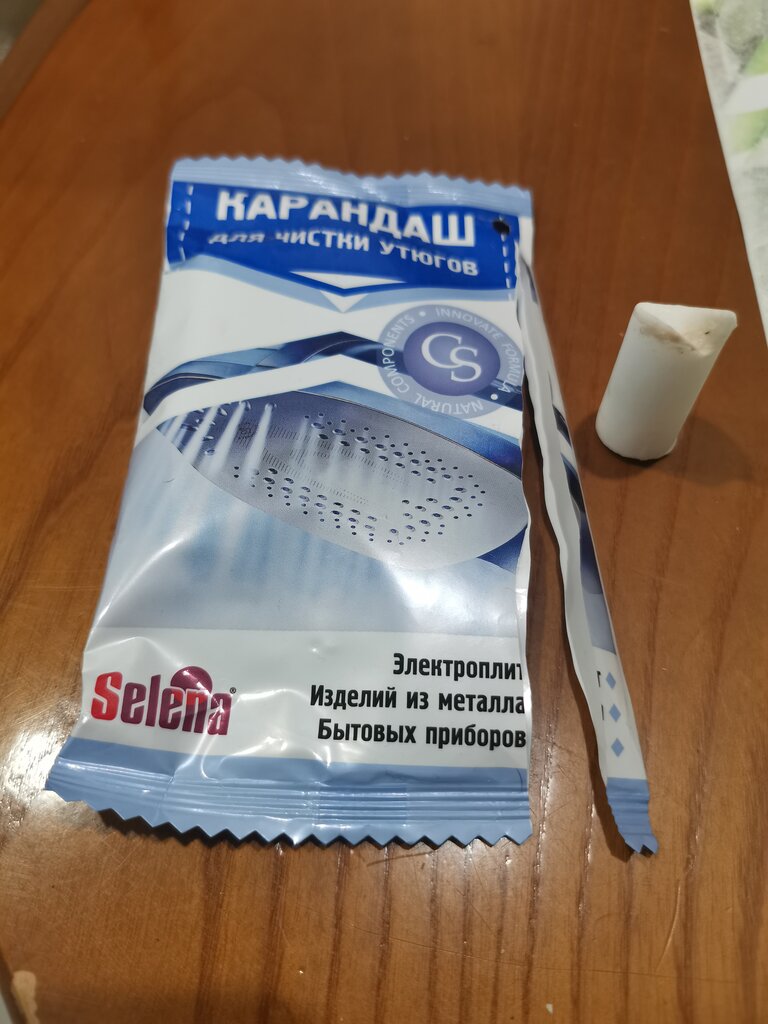 КАРАНДАШ
для чистки утюгов
INNOVATE FORMULA • NATURAL COMPONENTS •
CS
Selena®
Электроплит
Изделий из металла
Бытовых приборов